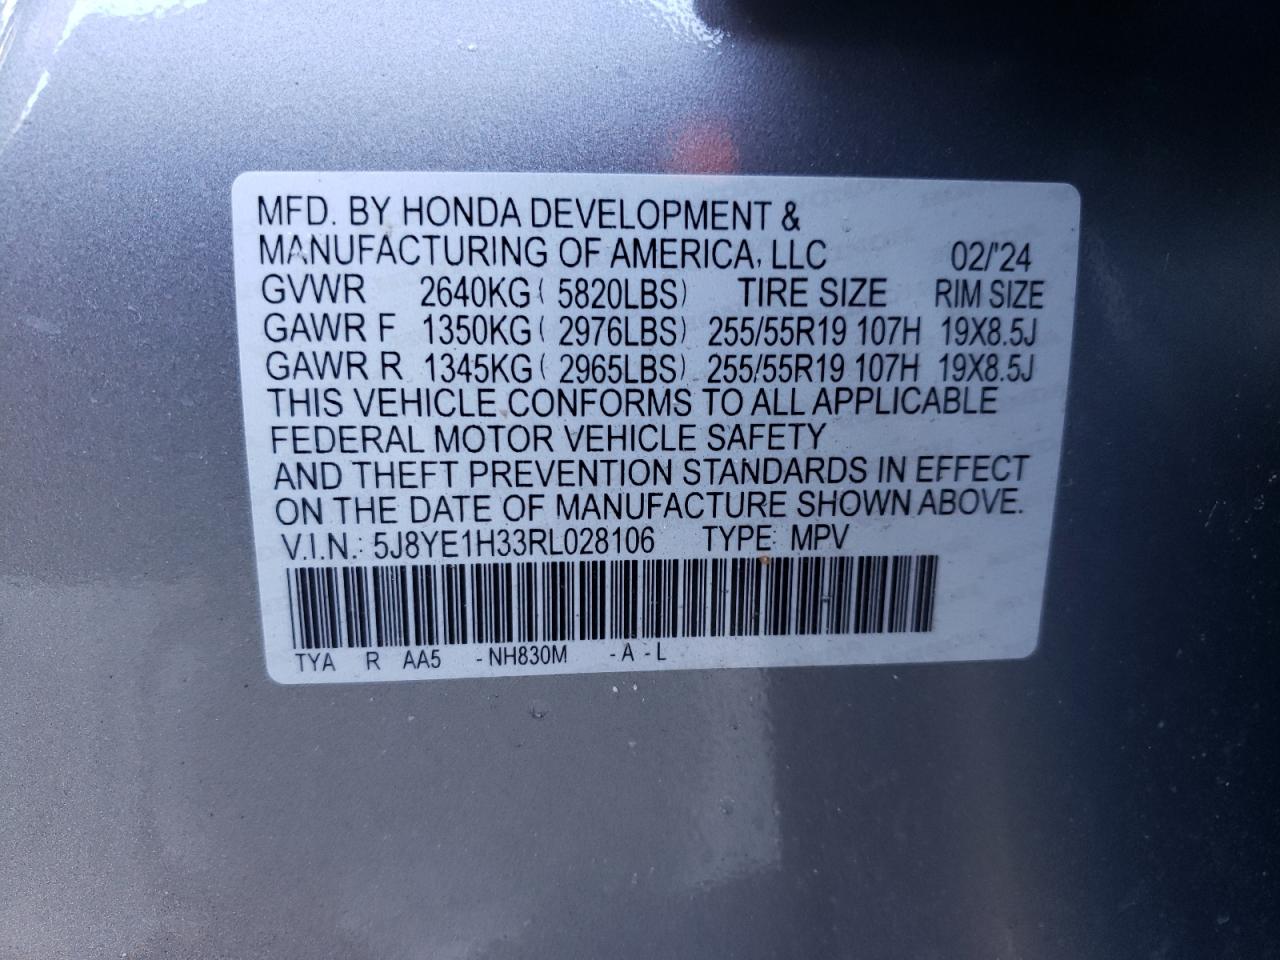 MFD. BY HONDA DEVELOPMENT &
MANUFACTURING OF AMERICA, LLC 02/'24
GVWR 2640KG ( 5820LBS) TIRE SIZE RIM SIZE
GAWR F 1350KG ( 2976LBS) 255/55R19 107H 19X8.5J
GAWR R 1345KG ( 2965LBS) 255/55R19 107H 19X8.5J
THIS VEHICLE CONFORMS TO ALL APPLICABLE
FEDERAL MOTOR VEHICLE SAFETY
AND THEFT PREVENTION STANDARDS IN EFFECT
ON THE DATE OF MANUFACTURE SHOWN ABOVE.
V.I.N.: 5J8YE1H33RL028106 TYPE: MPV
TYA R AA5 -NH830M -A-L